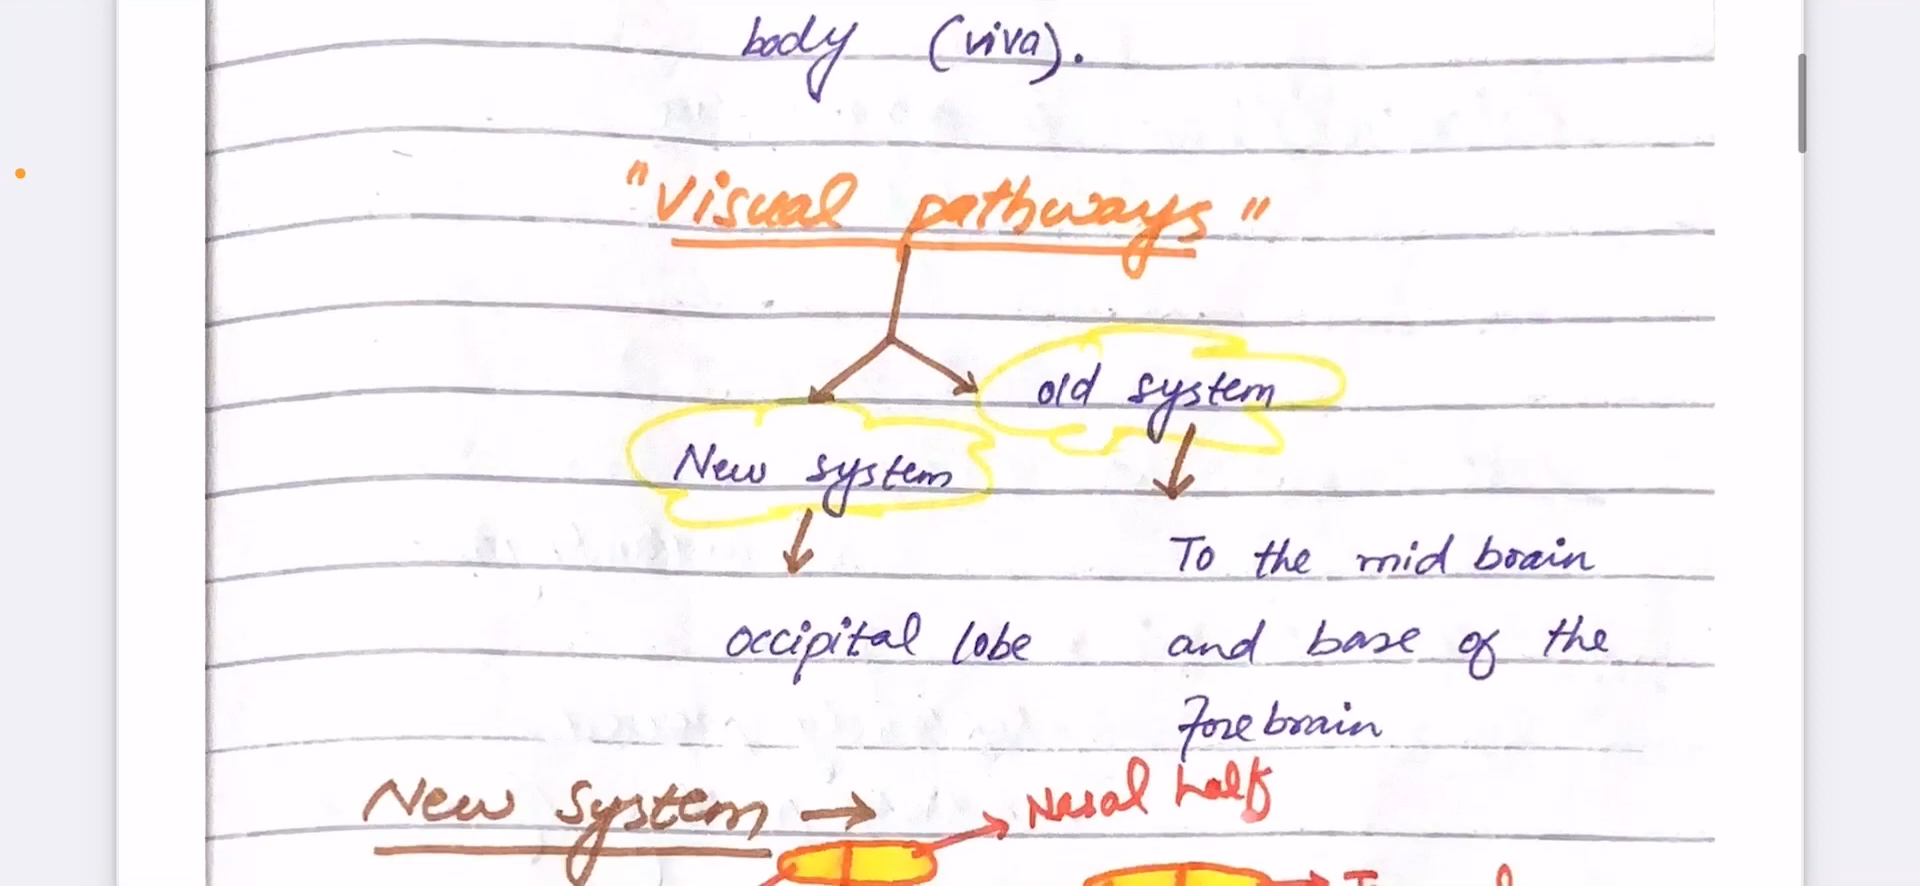 body (viva).
"Visual pathways"
old system
New system
To the mid brain
occipital lobe and base of the
Forebrain
New system → Nasal half